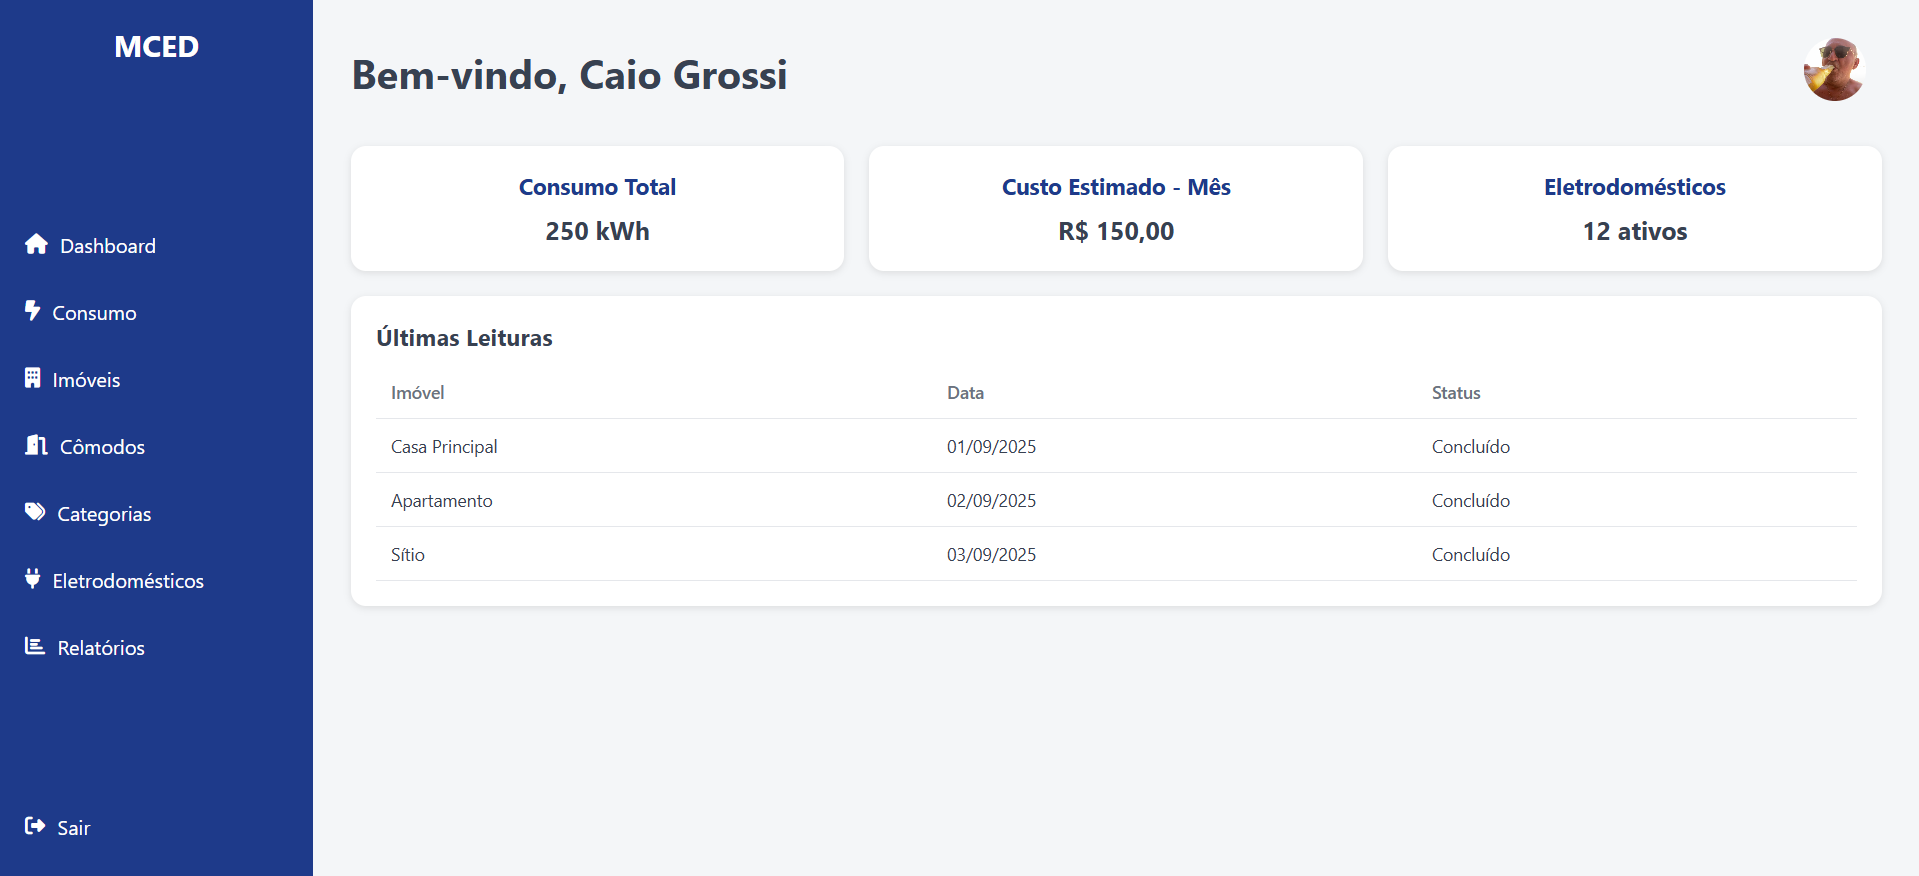 MCED
Dashboard
Consumo
Imóveis
Cômodos
Categorias
Eletrodomésticos
Relatórios
Sair
Bem-vindo, Caio Grossi
Consumo Total
250 kWh
Custo Estimado - Mês
R$ 150,00
Eletrodomésticos
12 ativos
Últimas Leituras
Imóvel Data Status
Casa Principal 01/09/2025 Concluído
Apartamento 02/09/2025 Concluído
Sítio 03/09/2025 Concluído